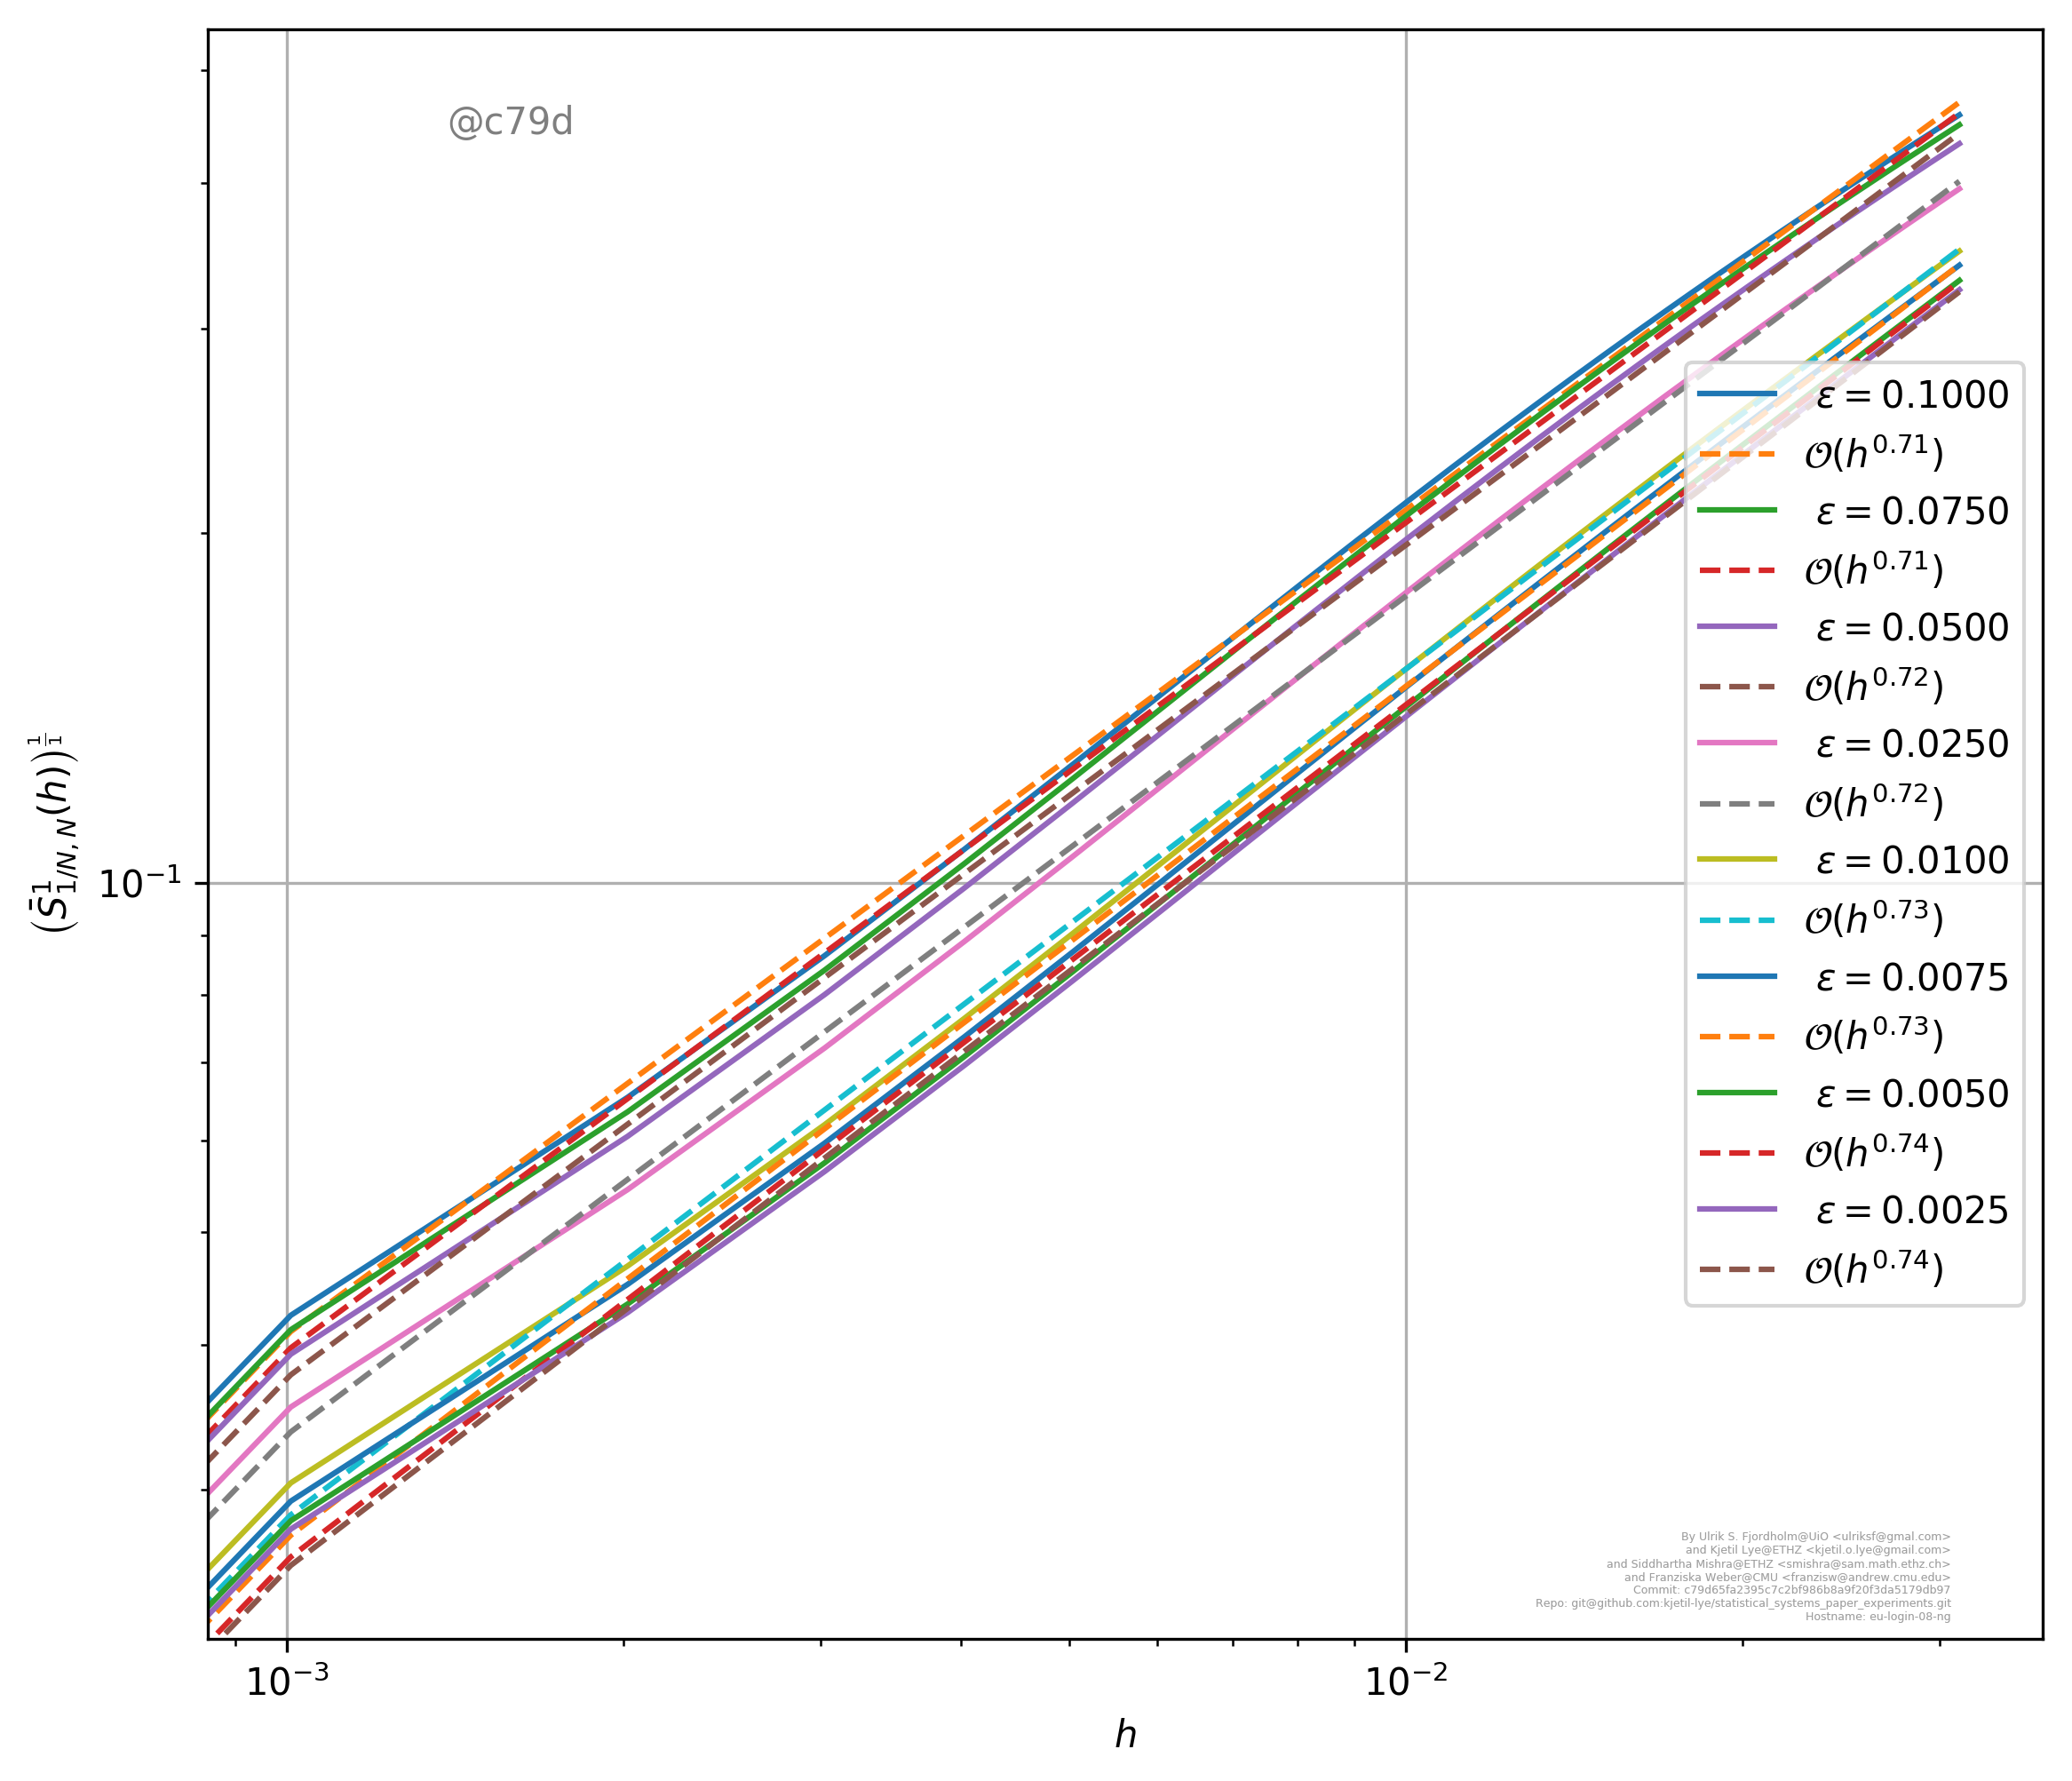 @c79d
ε = 0.1000
𝒪(h^0.71)
ε = 0.0750
𝒪(h^0.71)
ε = 0.0500
𝒪(h^0.72)
ε = 0.0250
𝒪(h^0.72)
ε = 0.0100
𝒪(h^0.73)
ε = 0.0075
𝒪(h^0.73)
ε = 0.0050
𝒪(h^0.74)
ε = 0.0025
𝒪(h^0.74)
(S̄^1_{1/N, N}(h))^{1/1}
10^−1
By Ulrik S. Fjordholm@UiO <ulriksf@gmal.com>
and Kjetil Lye@ETHZ <kjetil.o.lye@gmail.com>
and Siddhartha Mishra@ETHZ <smishra@sam.math.ethz.ch>
and Franziska Weber@CMU <franzisw@andrew.cmu.edu>
Commit: c79d65fa2395c7c2bf986b8a9f20f3da5179db97
Repo: git@github.com:kjetil-lye/statistical_systems_paper_experiments.git
Hostname: eu-login-08-ng
10^−3
10^−2
h